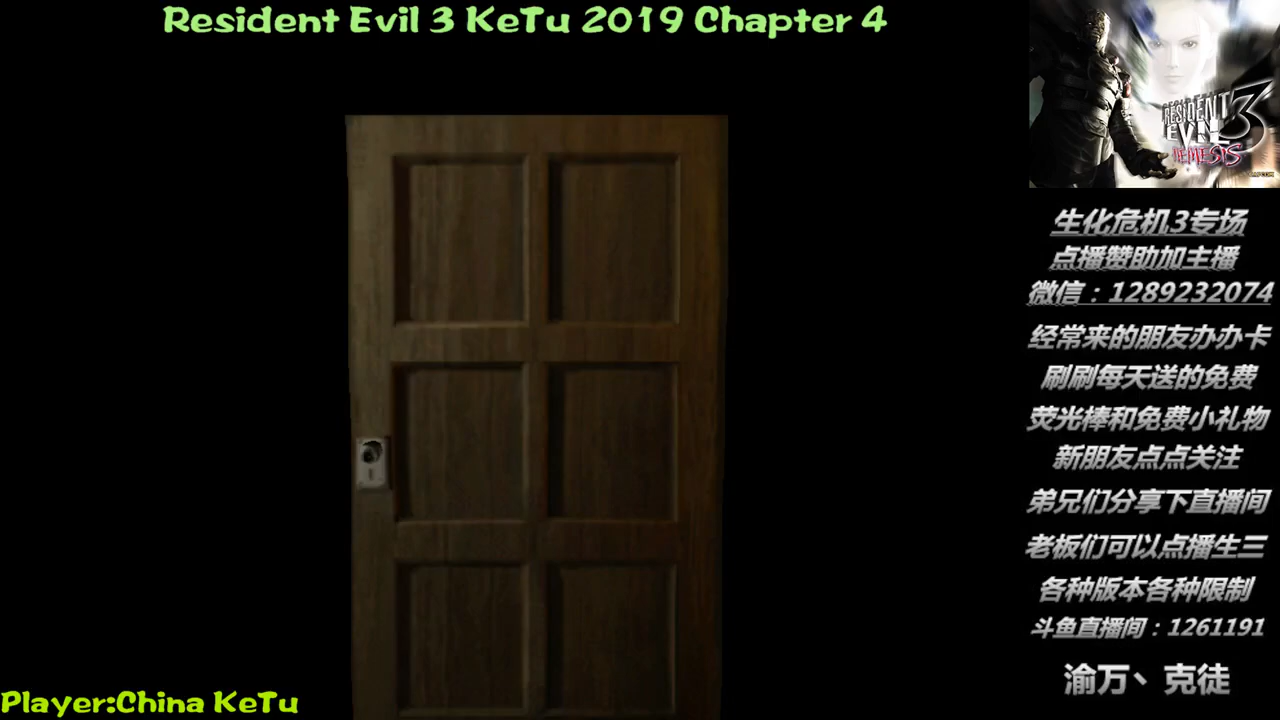 Resident Evil 3 KeTu 2019 Chapter 4
RESIDENT
EVIL 3
NEMESIS
生化危机3专场
点播赞助加主播
微信：1289232074
经常来的朋友办办卡
刷刷每天送的免费
荧光棒和免费小礼物
新朋友点点关注
弟兄们分享下直播间
老板们可以点播生三
各种版本各种限制
斗鱼直播间：1261191
渝万丶克徒
Player:China KeTu